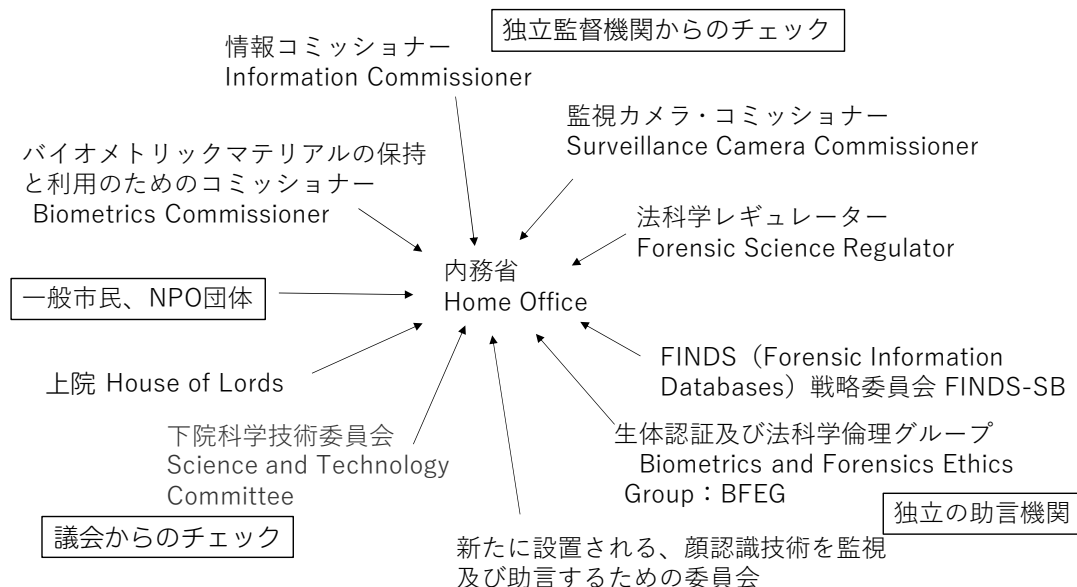 独立監督機関からのチェック
情報コミッショナー
Information Commissioner
監視カメラ・コミッショナー
Surveillance Camera Commissioner
バイオメトリックマテリアルの保持
と利用のためのコミッショナー
Biometrics Commissioner
法科学レギュレーター
Forensic Science Regulator
内務省
Home Office
一般市民、NPO団体
FINDS（Forensic Information
Databases）戦略委員会 FINDS-SB
上院 House of Lords
下院科学技術委員会
Science and Technology
Committee
生体認証及び法科学倫理グループ
Biometrics and Forensics Ethics
Group：BFEG
独立の助言機関
議会からのチェック
新たに設置される、顔認識技術を監視
及び助言するための委員会